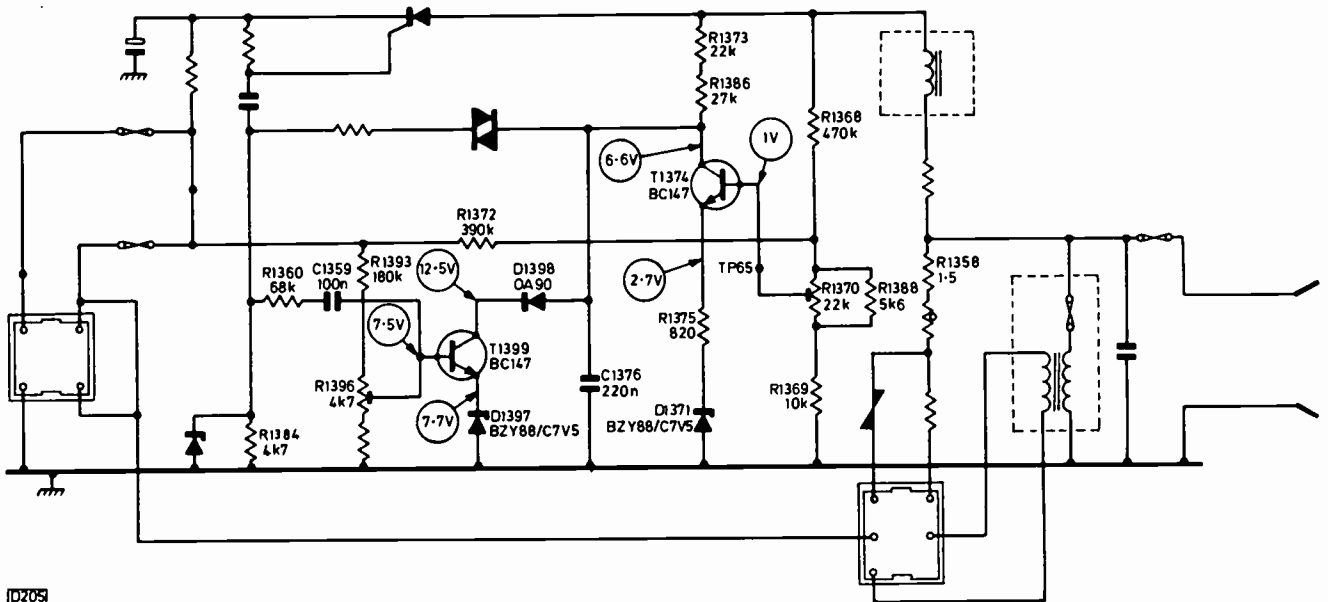 R1373
22k
R1386
27k
R1368
470k
6·6V
1V
T1374
BC147
R1372
390k
2·7V
TP65
R1370
22k
R1388
5k6
R1358
1·5
R1360
68k
C1359
100n
R1393
180k
12·5V
D1398
OA90
7·5V
T1399
BC147
R1375
820
R1396
4k7
C1376
220n
R1369
10k
R1384
4k7
7·7V
D1397
BZY88/C7V5
D1371
BZY88/C7V5
D205